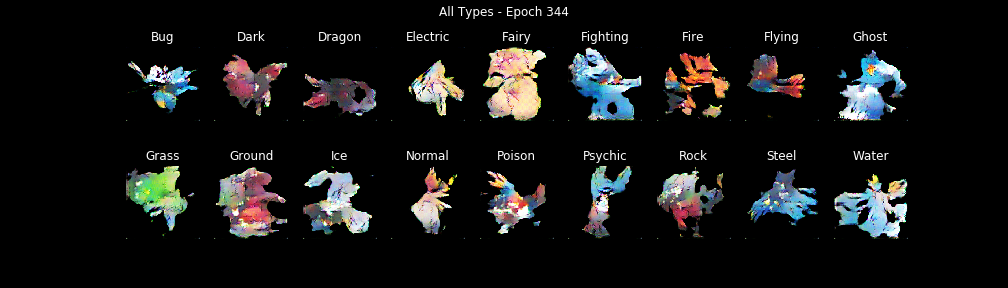 All Types - Epoch 344
Bug Dark Dragon Electric Fairy Fighting Fire Flying Ghost
Grass Ground Ice Normal Poison Psychic Rock Steel Water